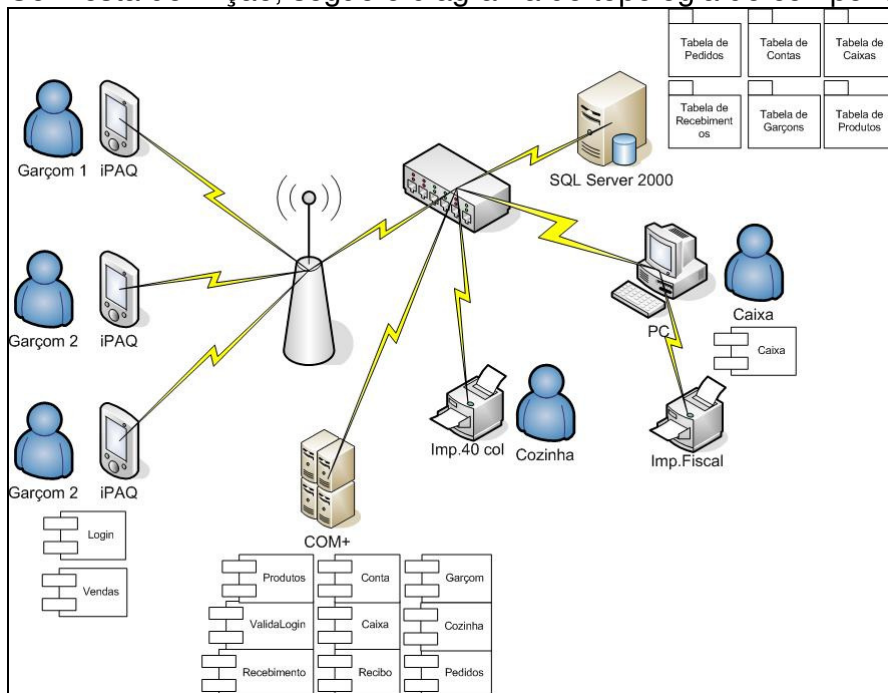 Tabela de
Pedidos
Tabela de
Contas
Tabela de
Caixas
Tabela de
Recebiment
os
Tabela de
Garçons
Tabela de
Produtos
SQL Server 2000
Garçom 1
iPAQ
Garçom 2
iPAQ
Garçom 2
iPAQ
Login
Vendas
PC
Caixa
Caixa
Imp.40 col
Cozinha
Imp.Fiscal
COM+
Produtos
Conta
Garçom
ValidaLogin
Caixa
Cozinha
Recebimento
Recibo
Pedidos